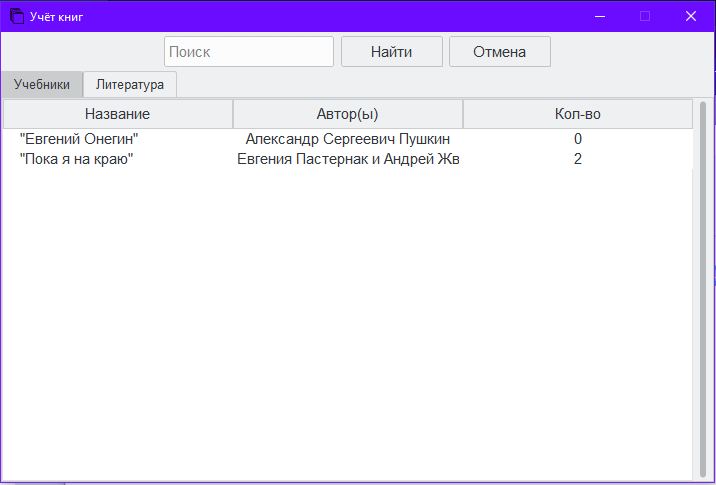 Учёт книг
Поиск Найти Отмена
Учебники Литература
Название Автор(ы) Кол-во
"Евгений Онегин" Александр Сергеевич Пушкин 0
"Пока я на краю" Евгения Пастернак и Андрей Жв 2